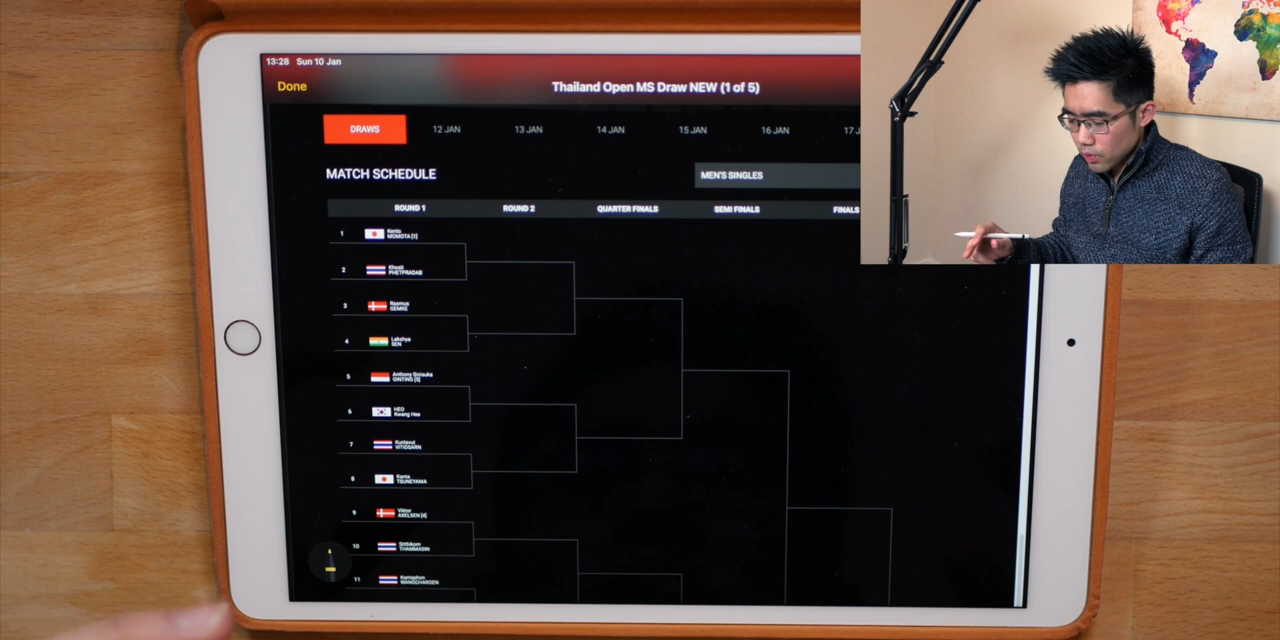 13:28 Sun 10 Jan
Done
Thailand Open MS Draw NEW (1 of 5)
DRAWS 12 JAN 13 JAN 14 JAN 15 JAN 16 JAN 17 J
MATCH SCHEDULE
MEN'S SINGLES
ROUND 1 ROUND 2 QUARTER FINALS SEMI FINALS FINALS
1 Kento
MOMOTA [1]
2 Khosit
PHETPRADAB
3 Rasmus
GEMKE
4 Lakshya
SEN
5 Anthony Sinisuka
GINTING [5]
6 HEO
Kwang Hee
7 Kunlavut
VITIDSARN
8 Kanta
TSUNEYAMA
9 Viktor
AXELSEN [4]
10 Sitthikom
THAMMASIN
11 Kantaphon
WANGCHAROEN